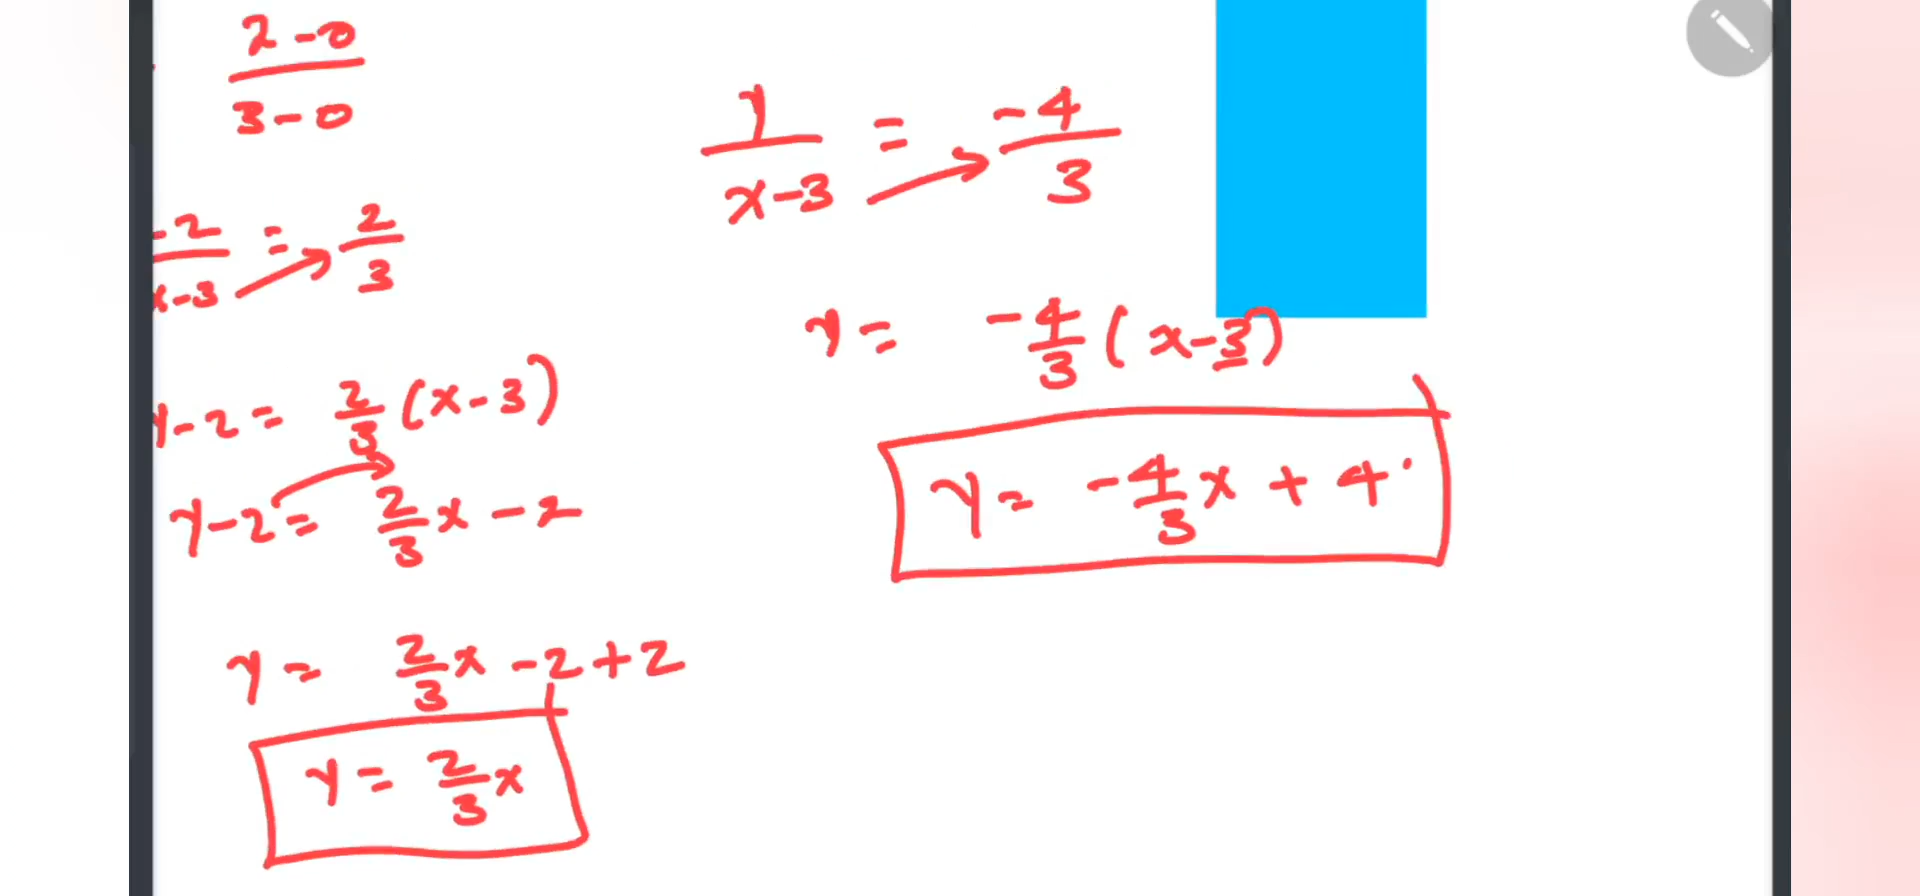 2-0
3-0
-2/x-3 = 2/3
y-2 = 2/3 (x-3)
y-2 = 2/3 x - 2
y = 2/3 x -2+2
y = 2/3 x
y/x-3 = -4/3
y = -4/3 (x-3)
y = -4/3 x + 4